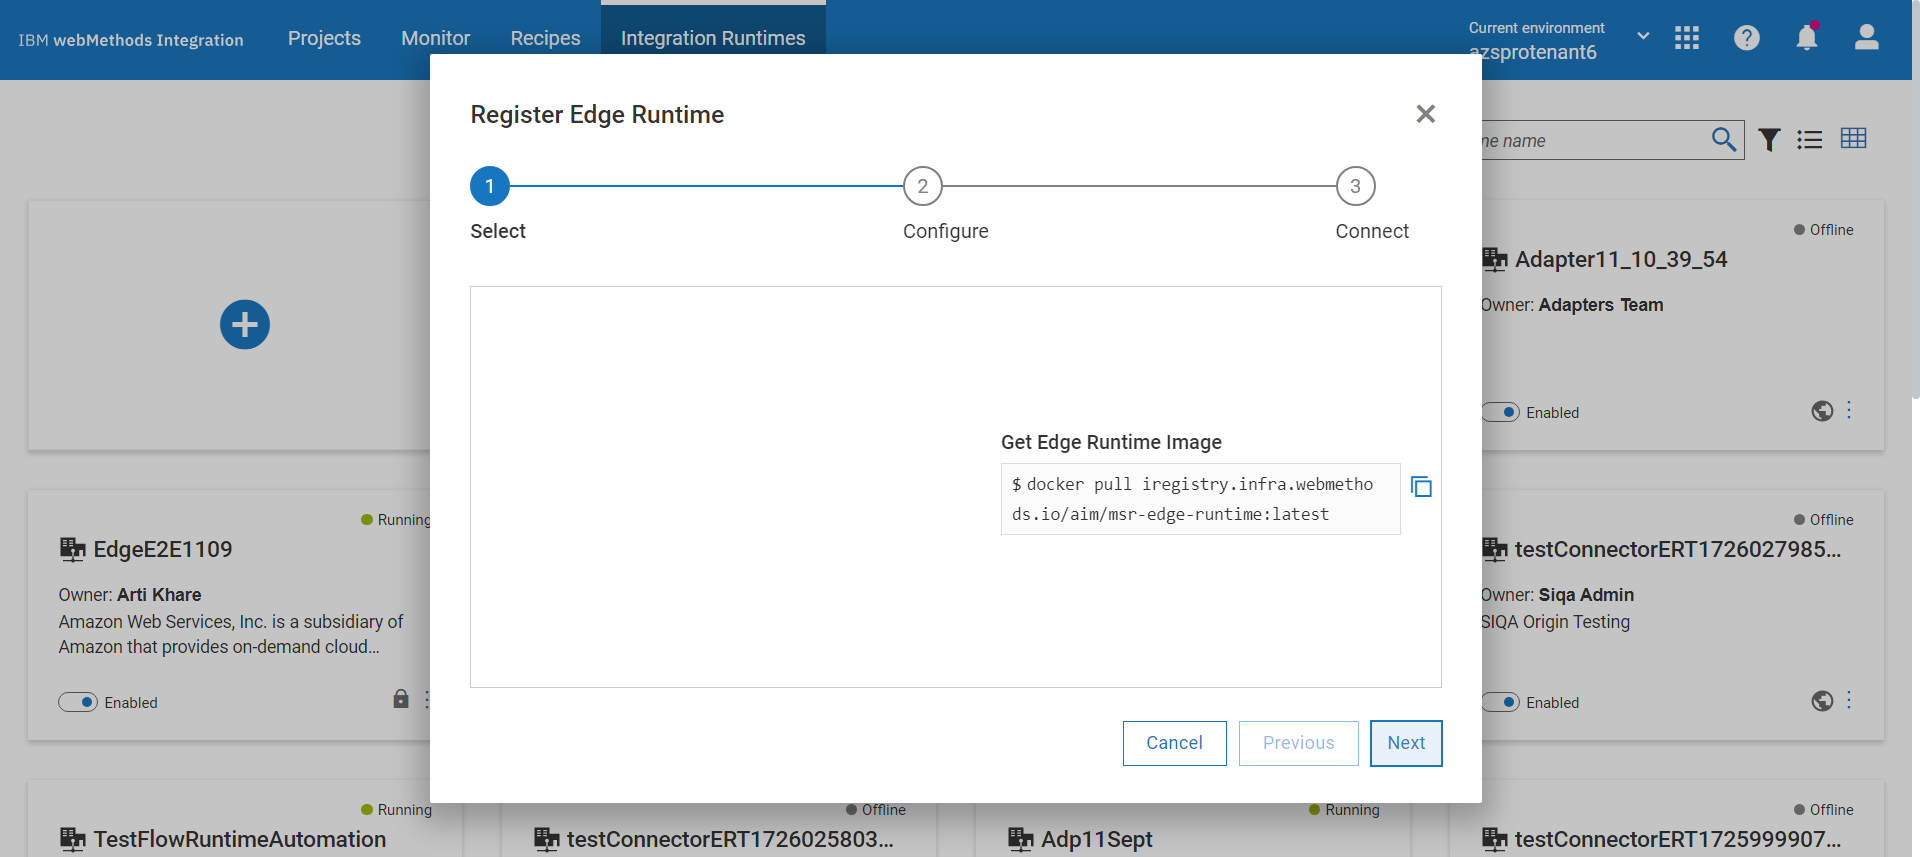 IBM webMethods Integration
Projects
Monitor
Recipes
Integration Runtimes
Current environment
azsprotenant6
Register Edge Runtime
1
2
3
Select
Configure
Connect
Get Edge Runtime Image
$ docker pull iregistry.infra.webmetho
ds.io/aim/msr-edge-runtime:latest
Cancel
Previous
Next
name
Offline
Adapter11_10_39_54
Owner: Adapters Team
Enabled
Running
EdgeE2E1109
Owner: Arti Khare
Amazon Web Services, Inc. is a subsidiary of
Amazon that provides on-demand cloud...
Enabled
Offline
testConnectorERT1726027985...
Owner: Siqa Admin
SIQA Origin Testing
Enabled
Running
TestFlowRuntimeAutomation
Offline
testConnectorERT1726025803...
Running
Adp11Sept
Offline
testConnectorERT1725999907...